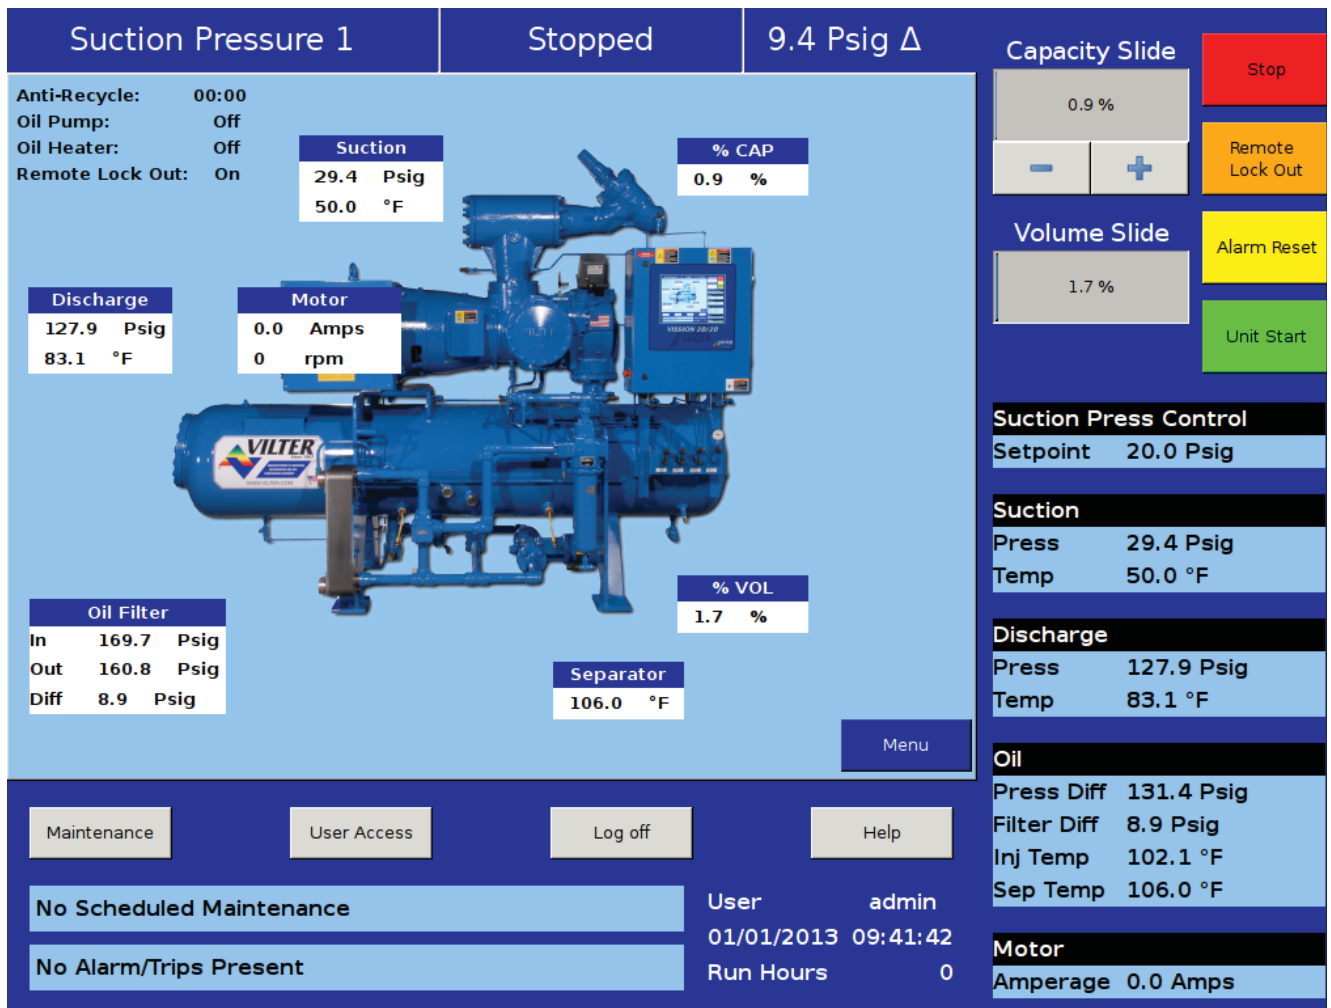 Suction Pressure 1
Stopped
9.4 Psig Δ
Anti-Recycle: 00:00
Oil Pump: Off
Oil Heater: Off
Remote Lock Out: On
Suction
29.4 Psig
50.0 °F
% CAP
0.9 %
Discharge
127.9 Psig
83.1 °F
Motor
0.0 Amps
0 rpm
VILTER
VISSION 20/20
VILTER
WWW.VILTER.COM
Oil Filter
In 169.7 Psig
Out 160.8 Psig
Diff 8.9 Psig
% VOL
1.7 %
Separator
106.0 °F
Menu
Maintenance
User Access
Log off
Help
No Scheduled Maintenance
No Alarm/Trips Present
User admin
01/01/2013 09:41:42
Run Hours 0
Capacity Slide
0.9 %
Volume Slide
1.7 %
Stop
Remote
Lock Out
Alarm Reset
Unit Start
Suction Press Control
Setpoint 20.0 Psig
Suction
Press 29.4 Psig
Temp 50.0 °F
Discharge
Press 127.9 Psig
Temp 83.1 °F
Oil
Press Diff 131.4 Psig
Filter Diff 8.9 Psig
Inj Temp 102.1 °F
Sep Temp 106.0 °F
Motor
Amperage 0.0 Amps